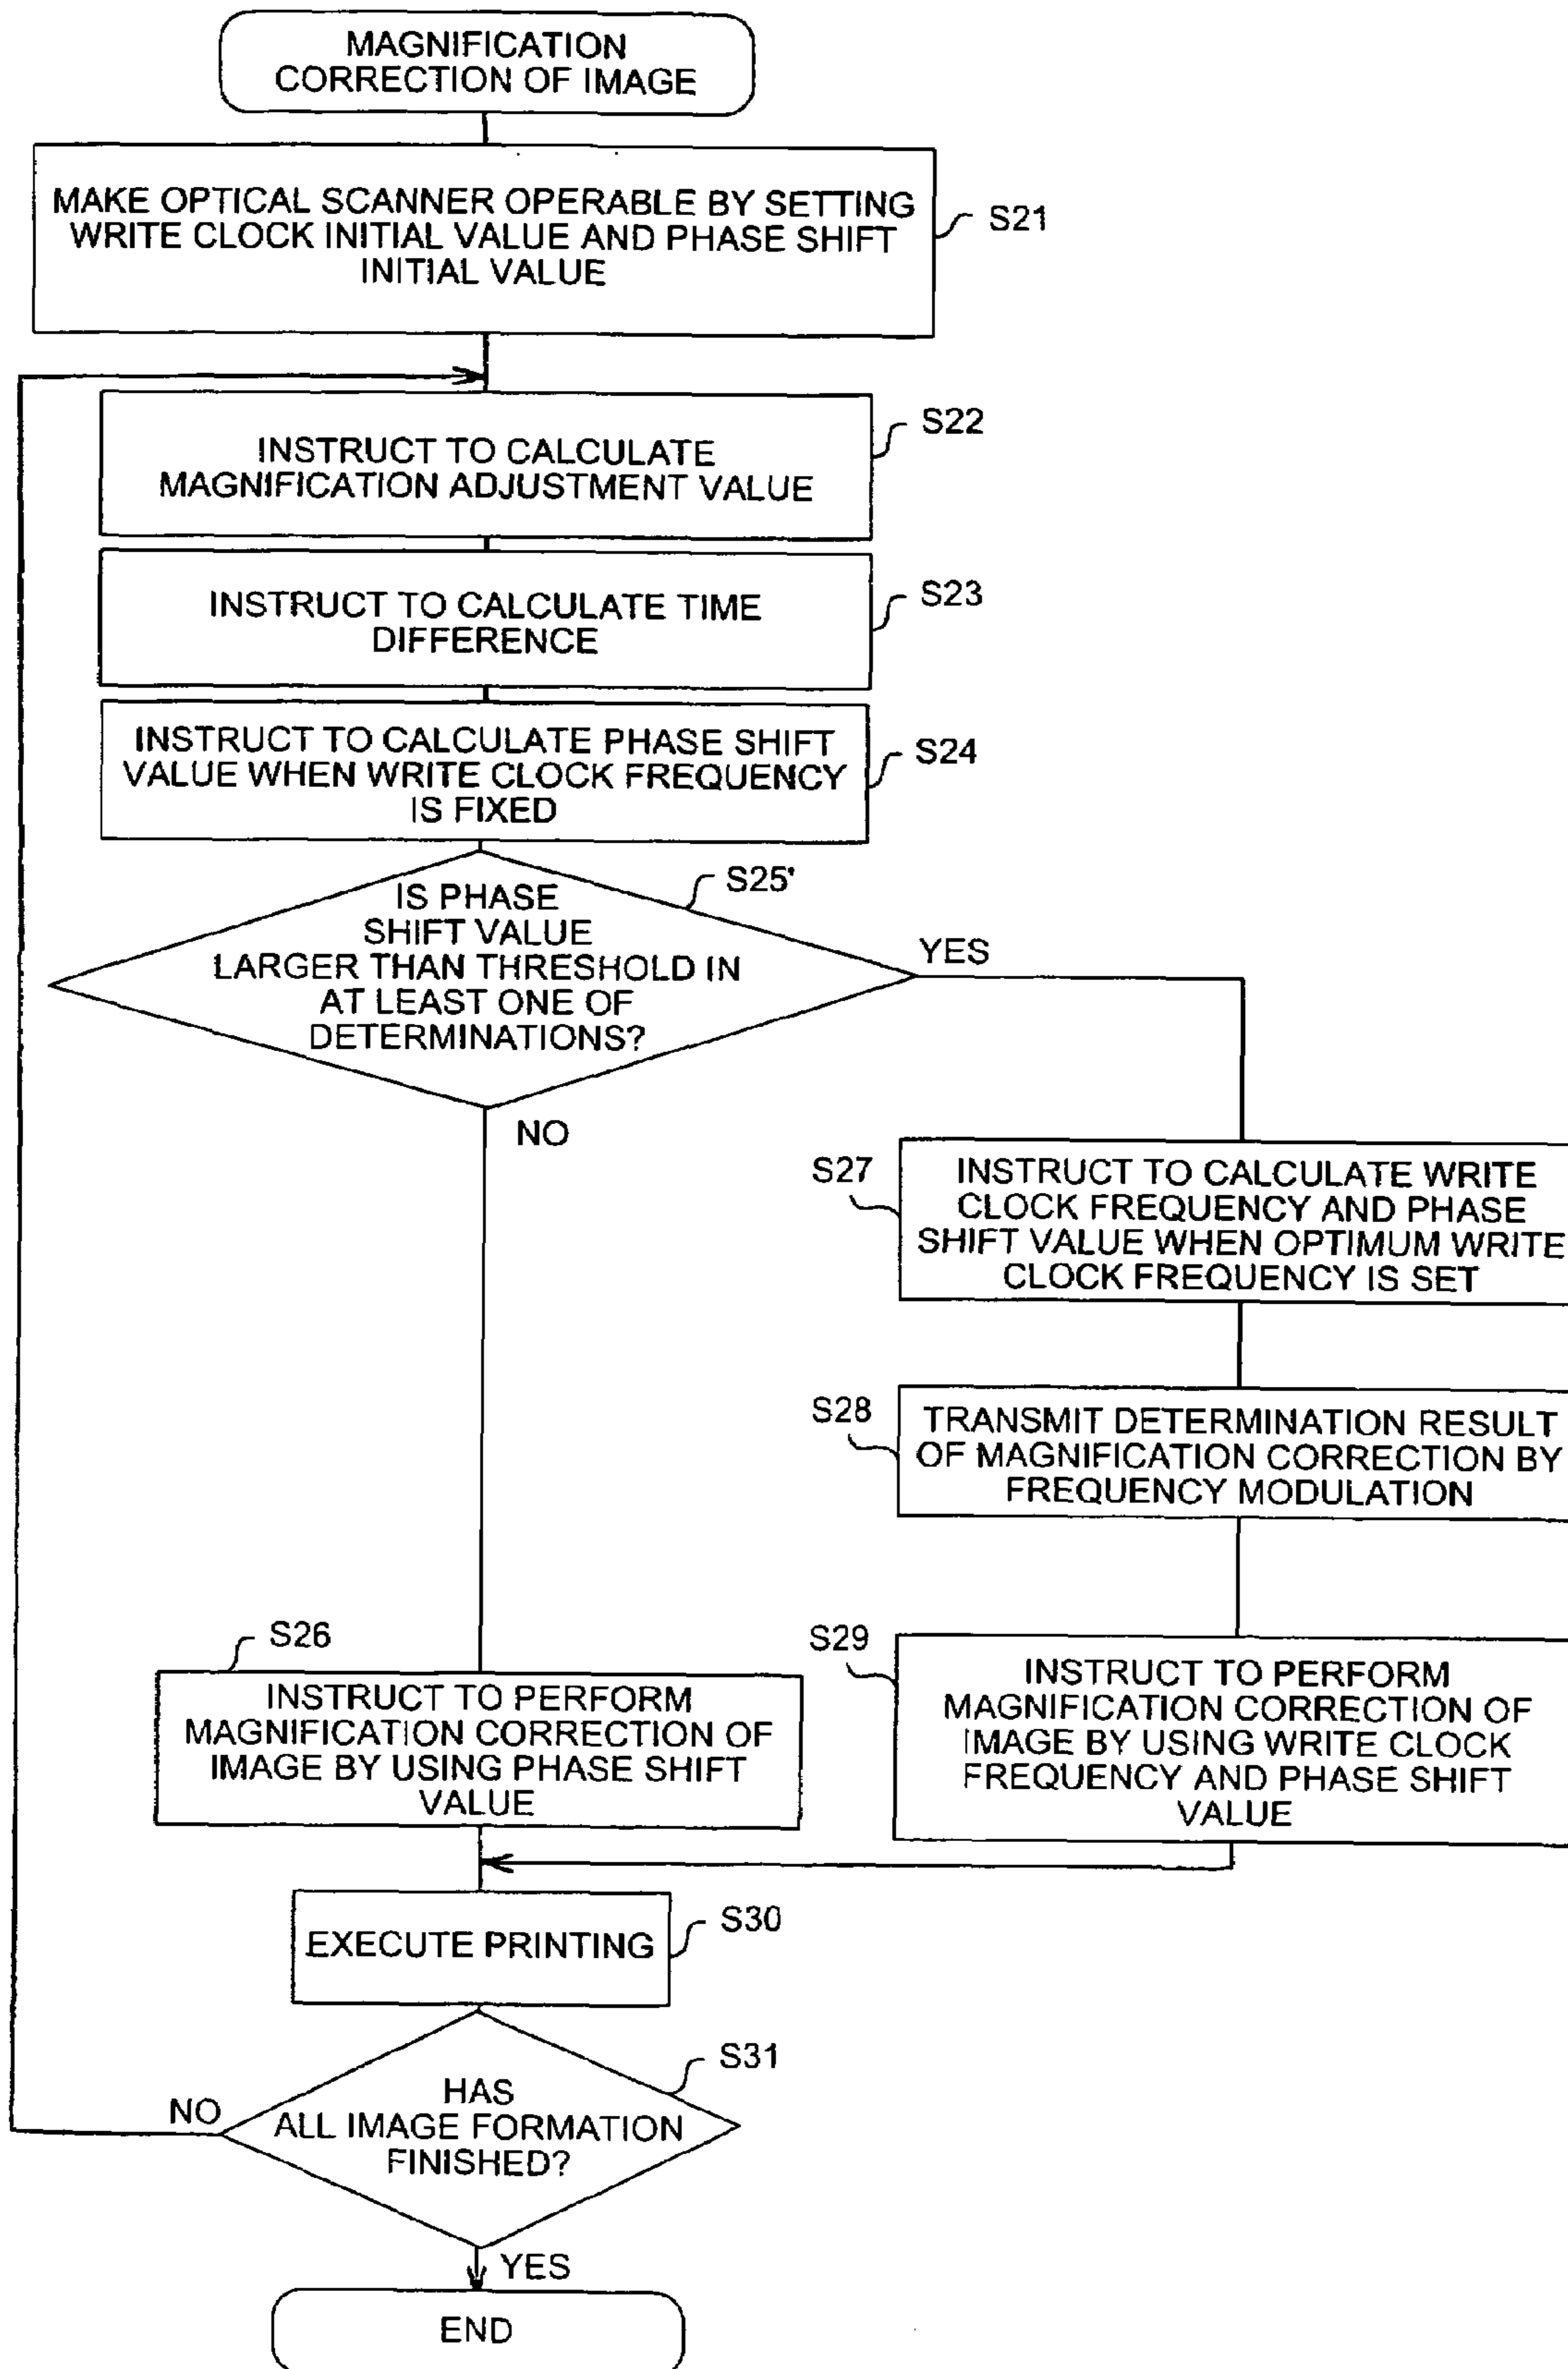 MAGNIFICATION
CORRECTION OF IMAGE
MAKE OPTICAL SCANNER OPERABLE BY SETTING
WRITE CLOCK INITIAL VALUE AND PHASE SHIFT
INITIAL VALUE
S21
S22
INSTRUCT TO CALCULATE
MAGNIFICATION ADJUSTMENT VALUE
S23
INSTRUCT TO CALCULATE TIME
DIFFERENCE
INSTRUCT TO CALCULATE PHASE SHIFT
VALUE WHEN WRITE CLOCK FREQUENCY
IS FIXED
S24
S25'
IS PHASE
SHIFT VALUE
LARGER THAN THRESHOLD IN
AT LEAST ONE OF
DETERMINATIONS?
YES
NO
S27
INSTRUCT TO CALCULATE WRITE
CLOCK FREQUENCY AND PHASE
SHIFT VALUE WHEN OPTIMUM WRITE
CLOCK FREQUENCY IS SET
S28
TRANSMIT DETERMINATION RESULT
OF MAGNIFICATION CORRECTION BY
FREQUENCY MODULATION
S26
INSTRUCT TO PERFORM
MAGNIFICATION CORRECTION OF
IMAGE BY USING PHASE SHIFT
VALUE
S29
INSTRUCT TO PERFORM
MAGNIFICATION CORRECTION OF
IMAGE BY USING WRITE CLOCK
FREQUENCY AND PHASE SHIFT
VALUE
EXECUTE PRINTING
S30
S31
HAS
ALL IMAGE FORMATION
FINISHED?
NO
YES
END